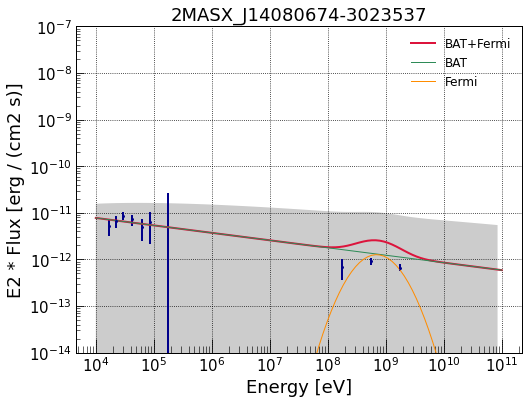 2MASX_J14080674-3023537
E2 * Flux [erg / (cm2 s)]
10^-7
10^-8
10^-9
10^-10
10^-11
10^-12
10^-13
10^-14
BAT+Fermi
BAT
Fermi
10^4 10^5 10^6 10^7 10^8 10^9 10^10 10^11
Energy [eV]